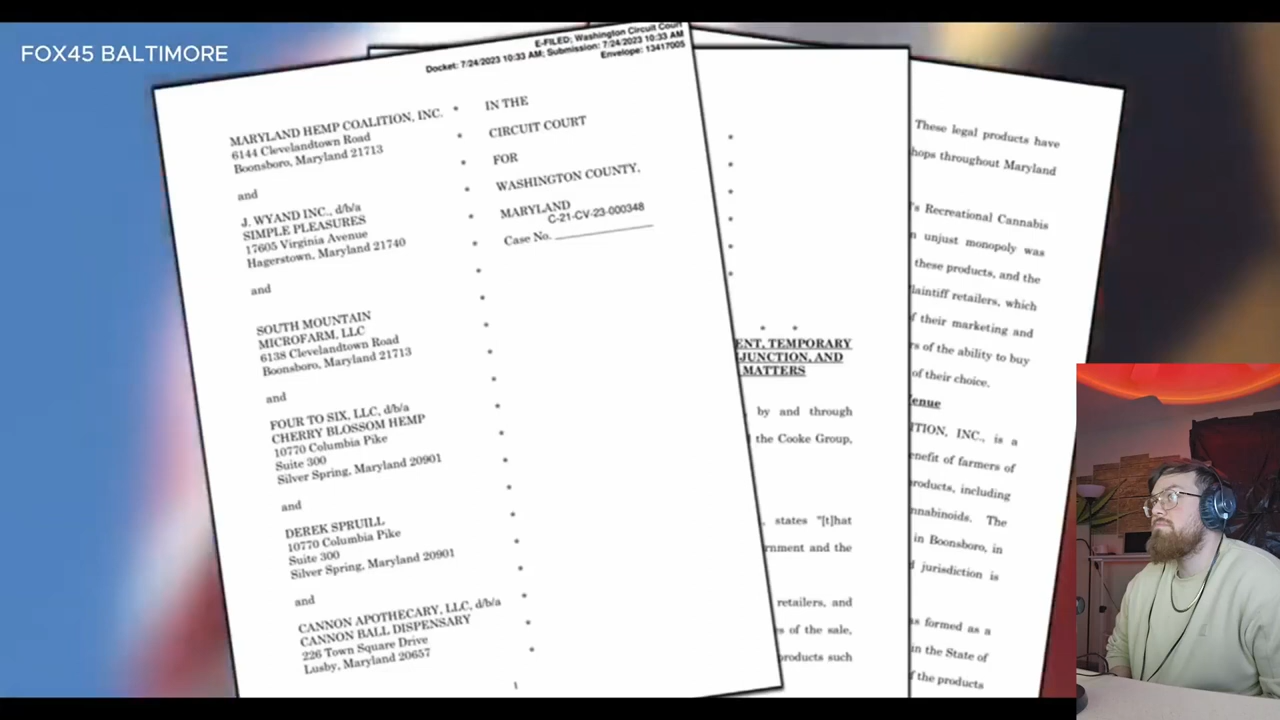 FOX45 BALTIMORE
E-FILED; Washington Circuit Court
Docket: 7/24/2023 10:33 AM; Submission: 7/24/2023 10:33 AM
Envelope: 13417005
MARYLAND HEMP COALITION, INC.
6144 Clevelandtown Road
Boonsboro, Maryland 21713
and
J. WYAND INC., d/b/a
SIMPLE PLEASURES
17605 Virginia Avenue
Hagerstown, Maryland 21740
and
SOUTH MOUNTAIN
MICROFARM, LLC
6138 Clevelandtown Road
Boonsboro, Maryland 21713
and
FOUR TO SIX, LLC, d/b/a
CHERRY BLOSSOM HEMP
10770 Columbia Pike
Suite 300
Silver Spring, Maryland 20901
and
DEREK SPRUILL
10770 Columbia Pike
Suite 300
Silver Spring, Maryland 20901
and
CANNON APOTHECARY, LLC, d/b/a
CANNON BALL DISPENSARY
226 Town Square Drive
Lusby, Maryland 20657
IN THE
CIRCUIT COURT
FOR
WASHINGTON COUNTY,
MARYLAND
C-21-CV-23-000348
Case No.
1
ENT, TEMPORARY
JUNCTION, AND
MATTERS
by and through
the Cooke Group,
states "[t]hat
rnment and the
retailers, and
of the sale,
products such
These legal products have
hops throughout Maryland
's Recreational Cannabis
n unjust monopoly was
these products, and the
laintiff retailers, which
f their marketing and
rs of the ability to buy
of their choice.
enue
ITION, INC., is a
enefit of farmers of
products, including
nnabinoids. The
in Boonsboro, in
d jurisdiction is
as formed as a
in the State of
f the products